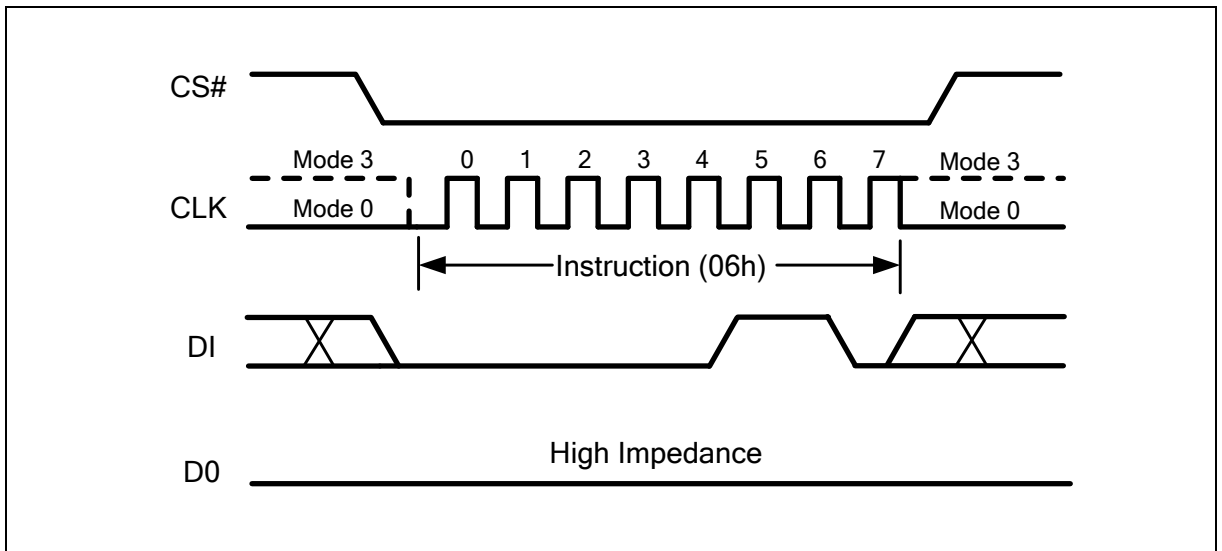 CS#
Mode 3 0 1 2 3 4 5 6 7 Mode 3
CLK Mode 0 Mode 0
Instruction (06h)
DI
High Impedance
D0